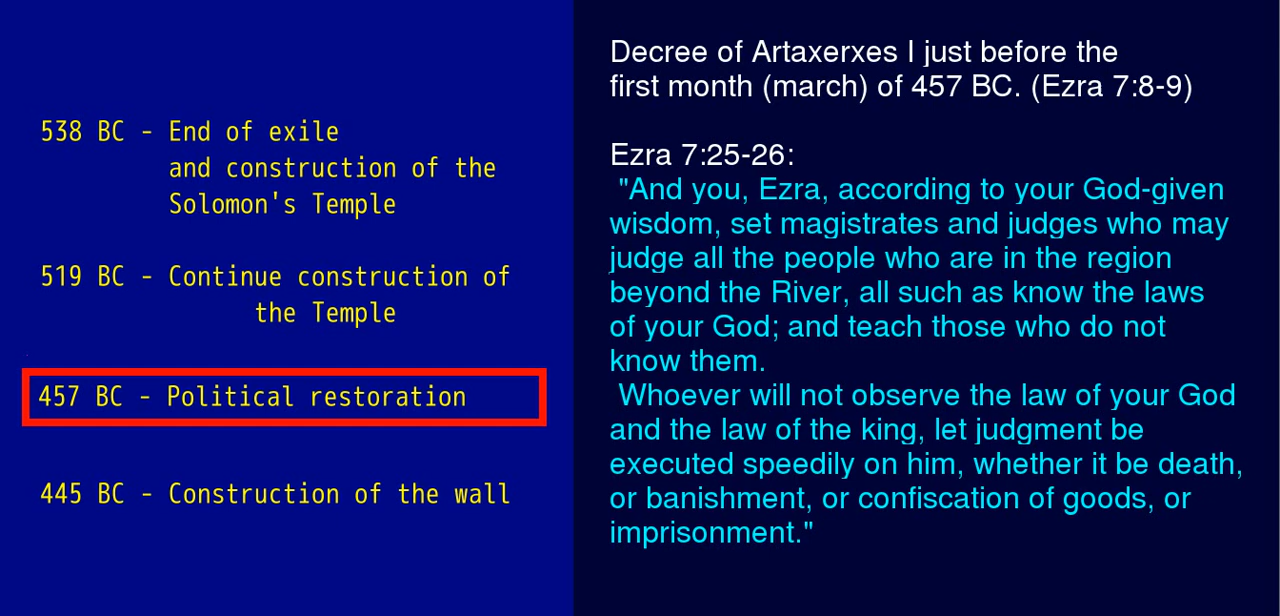 538 BC - End of exile
and construction of the
Solomon's Temple
519 BC - Continue construction of
the Temple
457 BC - Political restoration
445 BC - Construction of the wall
Decree of Artaxerxes I just before the
first month (march) of 457 BC. (Ezra 7:8-9)
Ezra 7:25-26:
"And you, Ezra, according to your God-given
wisdom, set magistrates and judges who may
judge all the people who are in the region
beyond the River, all such as know the laws
of your God; and teach those who do not
know them.
Whoever will not observe the law of your God
and the law of the king, let judgment be
executed speedily on him, whether it be death,
or banishment, or confiscation of goods, or
imprisonment."